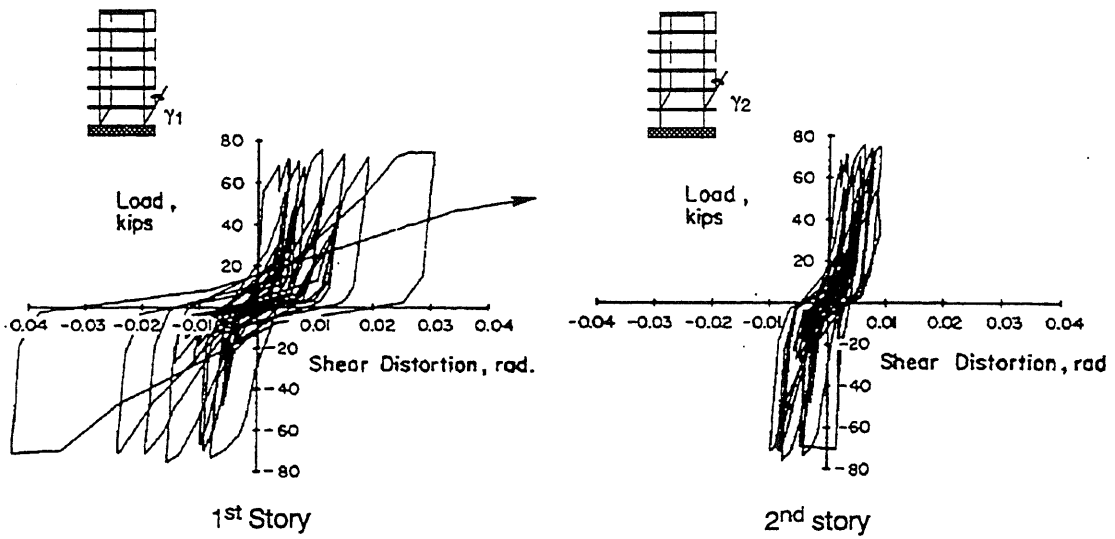 γ1
γ2
80
60
40
20
-20
-40
-60
-80
Load,
kips
-0.04 -0.03 -0.02 -0.01 0.01 0.02 0.03 0.04
Shear Distortion, rad.
1st Story
80
60
40
20
-20
-40
-60
-80
Load,
kips
-0.04 -0.03 -0.02 -0.01 0.01 0.02 0.03 0.04
Shear Distortion, rad
2nd story